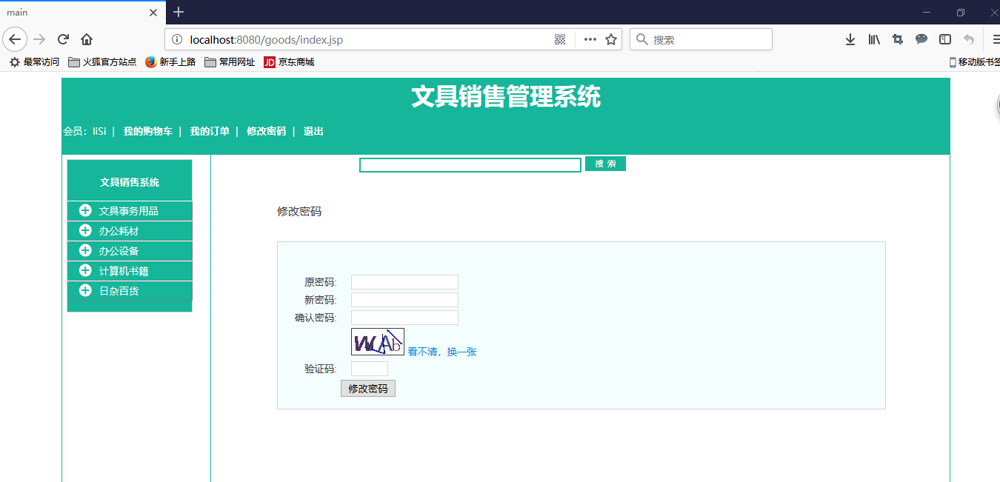 main
localhost:8080/goods/index.jsp
搜索
最常访问 火狐官方站点 新手上路 常用网址 JD 京东商城
移动版书签
文具销售管理系统
会员：liSi | 我的购物车 | 我的订单 | 修改密码 | 退出
搜 索
文具销售系统
文具事务用品
办公耗材
办公设备
计算机书籍
日杂百货
修改密码
原密码:
新密码:
确认密码:
看不清，换一张
验证码:
修改密码